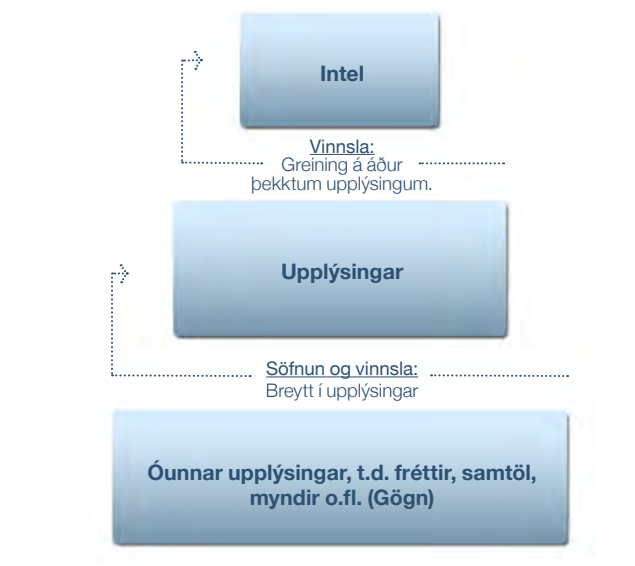 Intel
Vinnsla:
Greining á áður
þekktum upplýsingum.
Upplýsingar
Söfnun og vinnsla:
Breytt í upplýsingar
Óunnar upplýsingar, t.d. fréttir, samtöl,
myndir o.fl. (Gögn)